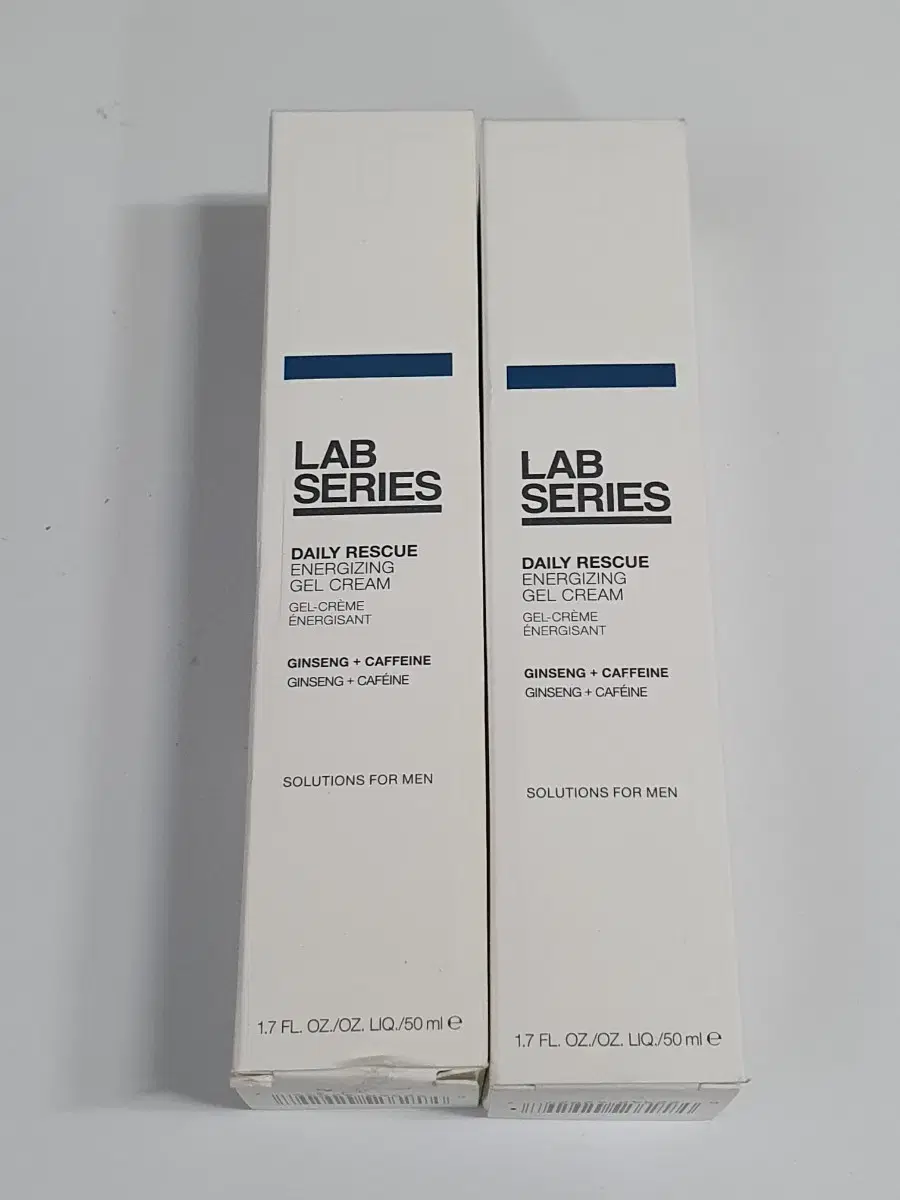 LAB
SERIES
DAILY RESCUE
ENERGIZING
GEL CREAM
GEL-CRÈME
ÉNERGISANT
GINSENG + CAFFEINE
GINSENG + CAFÉINE
SOLUTIONS FOR MEN
1.7 FL. OZ./OZ. LIQ./50 ml ℮
LAB
SERIES
DAILY RESCUE
ENERGIZING
GEL CREAM
GEL-CRÈME
ÉNERGISANT
GINSENG + CAFFEINE
GINSENG + CAFÉINE
SOLUTIONS FOR MEN
1.7 FL. OZ./OZ. LIQ./50 ml ℮